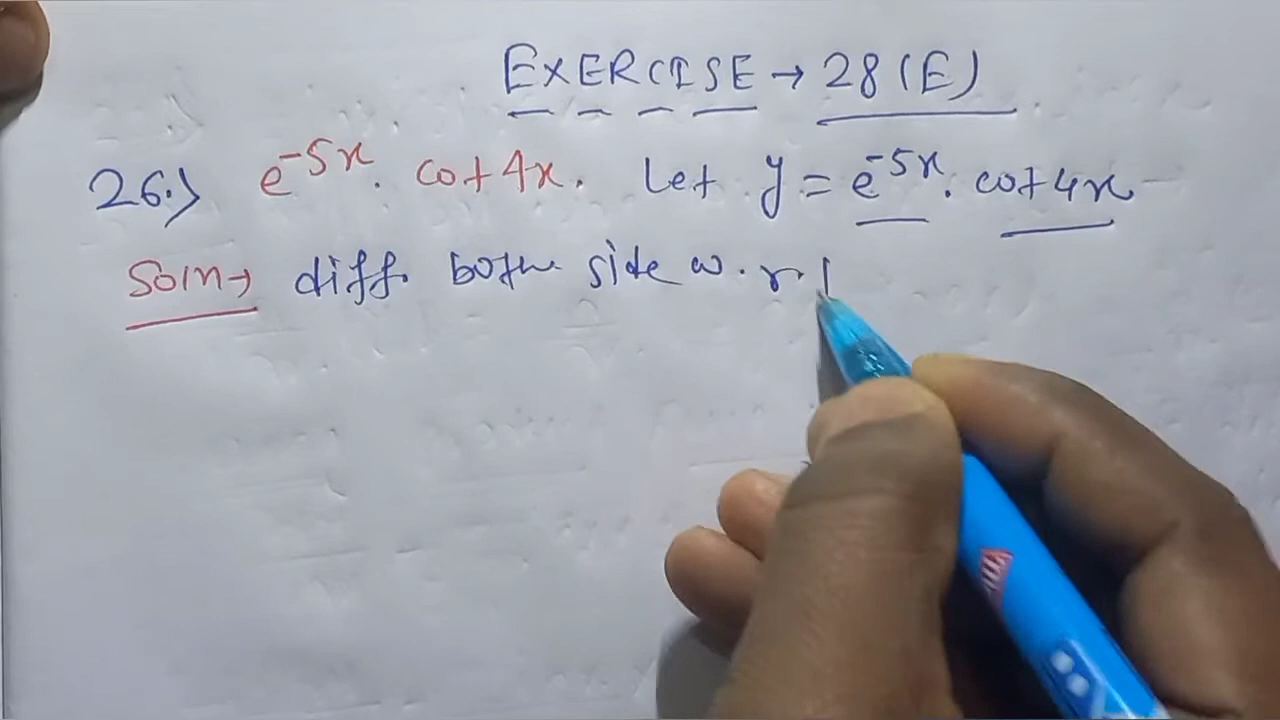 EXERCISE → 28(E)
26.) e^-5x . cot 4x. Let y = e^-5x . cot 4x
Soln→ diff. both side w.r.